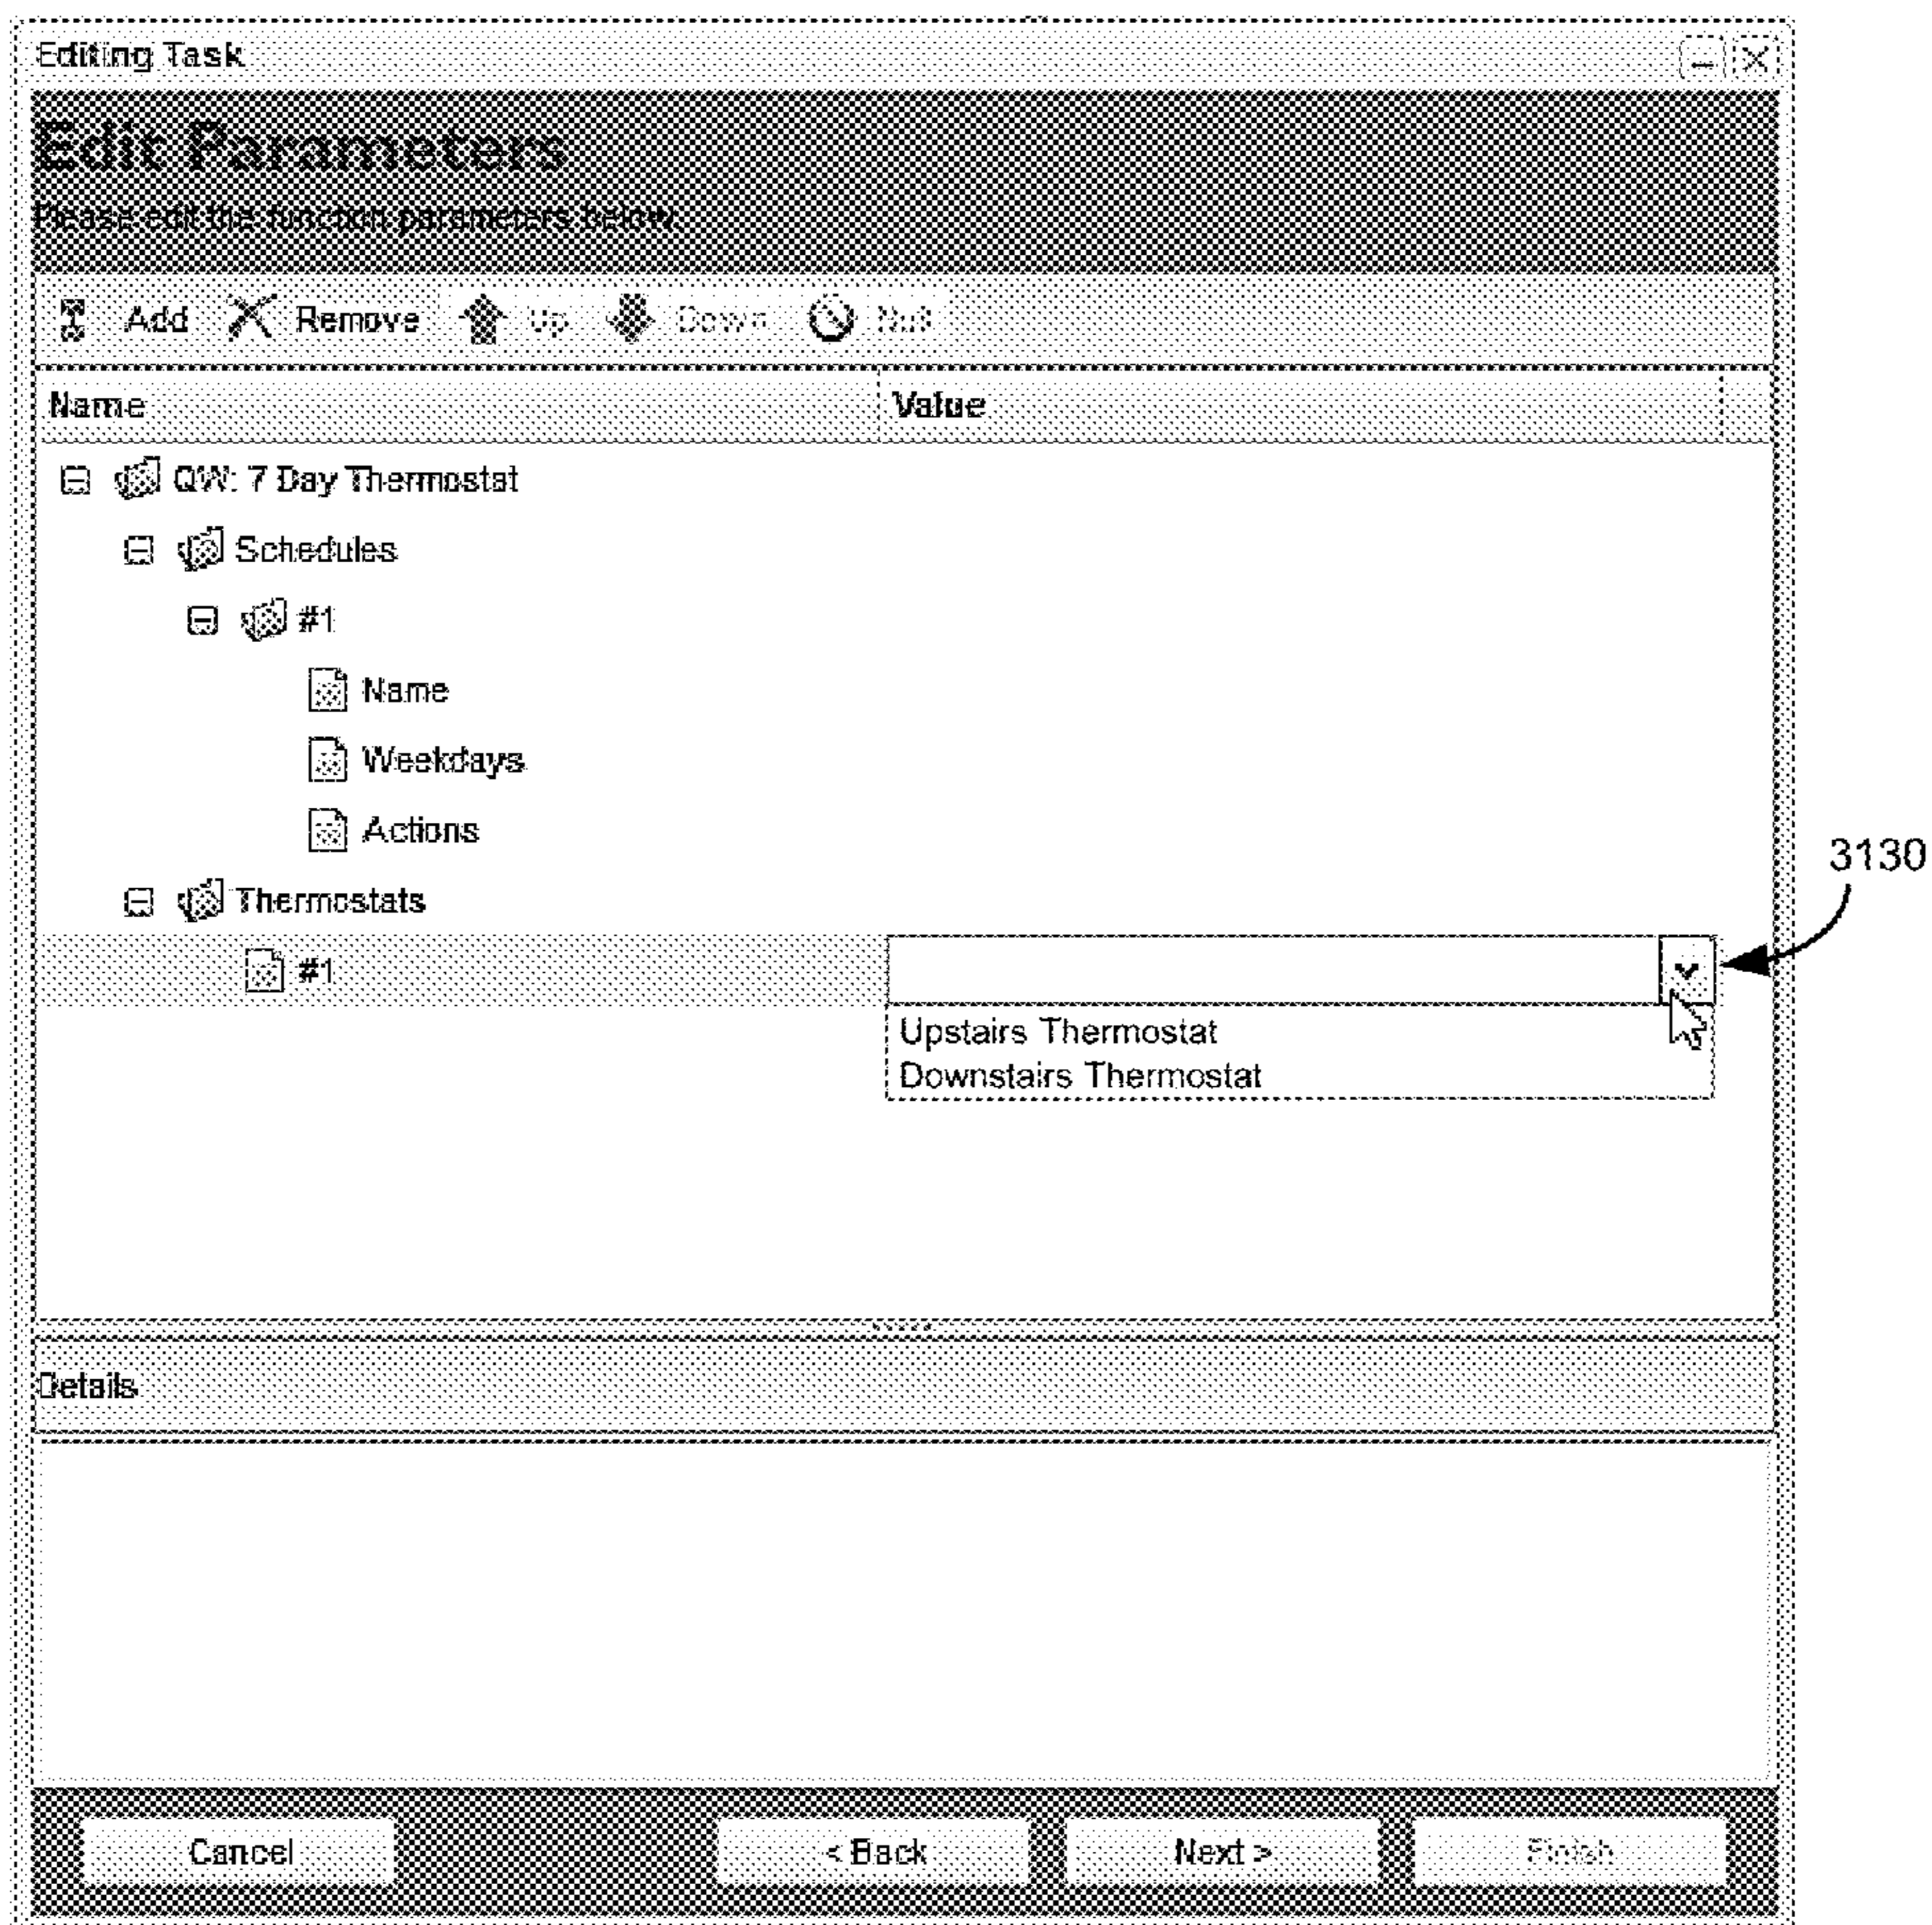 Editing Task
Edit Parameters
Please edit the function parameters below.
Add Remove Up Down Null
Name Value
QW: 7 Day Thermostat
Schedules
#1
Name
Weekdays
Actions
3130
Thermostats
#1
Upstairs Thermostat
Downstairs Thermostat
Details
Cancel < Back Next > Finish